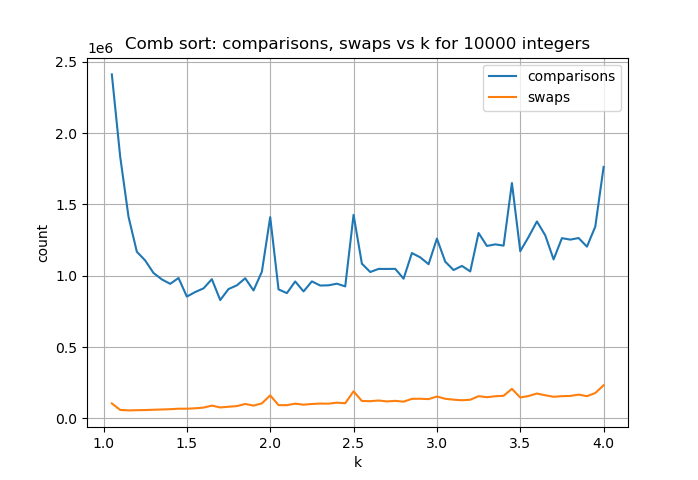 Comb sort: comparisons, swaps vs k for 10000 integers
1e6
2.5
2.0
1.5
1.0
0.5
0.0
count
comparisons
swaps
1.0
1.5
2.0
2.5
3.0
3.5
4.0
k